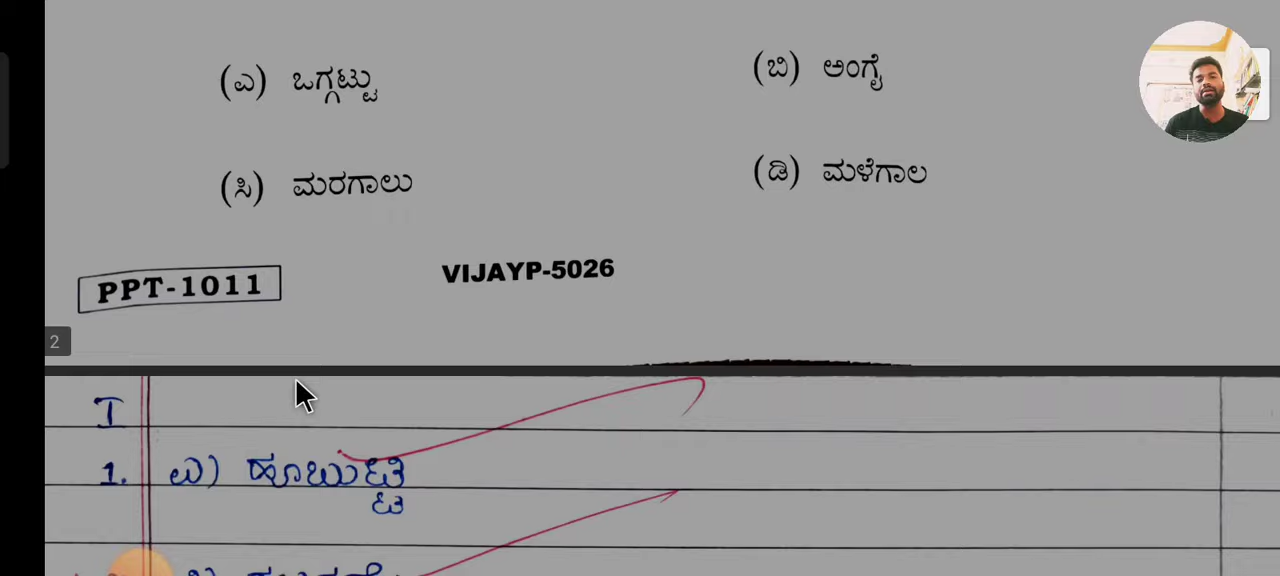 (ಎ) ಒಗ್ಗಟ್ಟು (ಬಿ) ಅಂಗೈ
(ಸಿ) ಮರಗಾಲು (ಡಿ) ಮಳೆಗಾಲ
PPT-1011 VIJAYP-5026
2
I
1. ಎ) ಹೂಬುಟ್ಟಿ